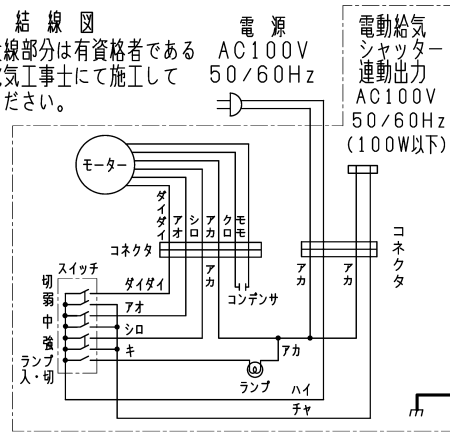 結線図
線部分は有資格者である
気工事士にて施工して
ださい。
電源
AC100V
50/60Hz
電動給気
シャッター
連動出力
AC100V
50/60Hz
(100W以下)
モーター
ダイダイ
アオ
シロ
アカ
クロ
モモ
コネクタ
アカ
コンデンサ
コネクタ
アカ
アカ
スイッチ
切
弱
中
強
ランプ
入・切
ダイダイ
アオ
シロ
キ
アカ
ランプ
ハイ
チャ